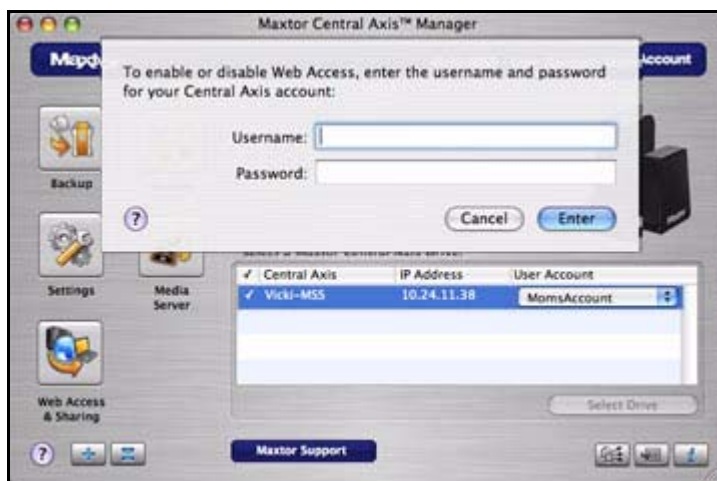 Maxtor Central Axis™ Manager
Account
To enable or disable Web Access, enter the username and password
for your Central Axis account:
Username:
Password:
?
Cancel
Enter
Backup
Settings
Media
Server
Web Access
& Sharing
✓ Central Axis IP Address User Account
✓ Vicki-MSS 10.24.11.38 MomsAccount
Select Drive
?
Maxtor Support